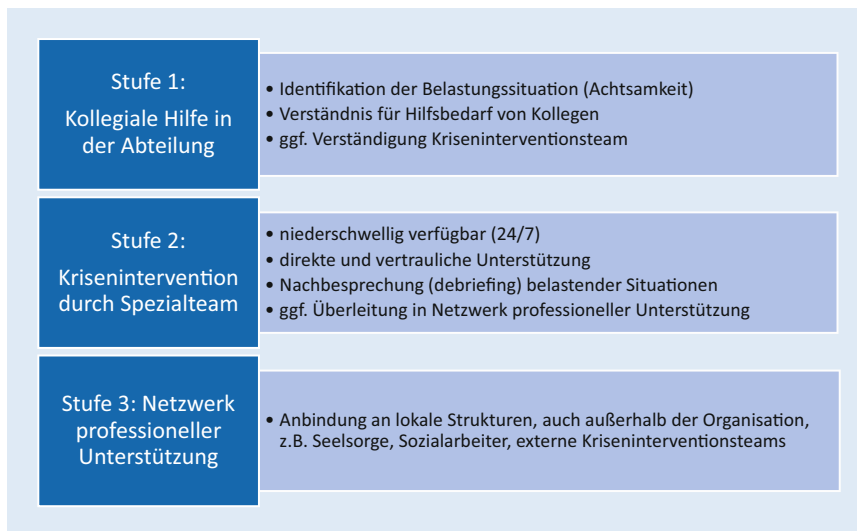 Stufe 1:
Kollegiale Hilfe in
der Abteilung
• Identifikation der Belastungssituation (Achtsamkeit)
• Verständnis für Hilfsbedarf von Kollegen
• ggf. Verständigung Kriseninterventionsteam
Stufe 2:
Krisenintervention
durch Spezialteam
• niederschwellig verfügbar (24/7)
• direkte und vertrauliche Unterstützung
• Nachbesprechung (debriefing) belastender Situationen
• ggf. Überleitung in Netzwerk professioneller Unterstützung
Stufe 3: Netzwerk
professioneller
Unterstützung
• Anbindung an lokale Strukturen, auch außerhalb der Organisation,
z.B. Seelsorge, Sozialarbeiter, externe Kriseninterventionsteams